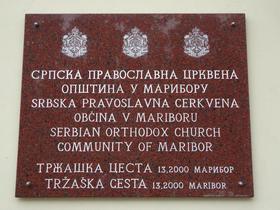 СРПСКА ПРАВОСЛАВНА ЦРКВЕНА
ОПШТИНА У МАРИБОРУ
SRBSKA PRAVOSLAVNA CERKVENA
OBČINA V MARIBORU
SERBIAN ORTHODOX CHURCH
COMMUNITY OF MARIBOR
ТРЖАШКА ЦЕСТА 13,2000 МАРИБОР
TRŽAŠKA CESTA 13,2000 MARIBOR